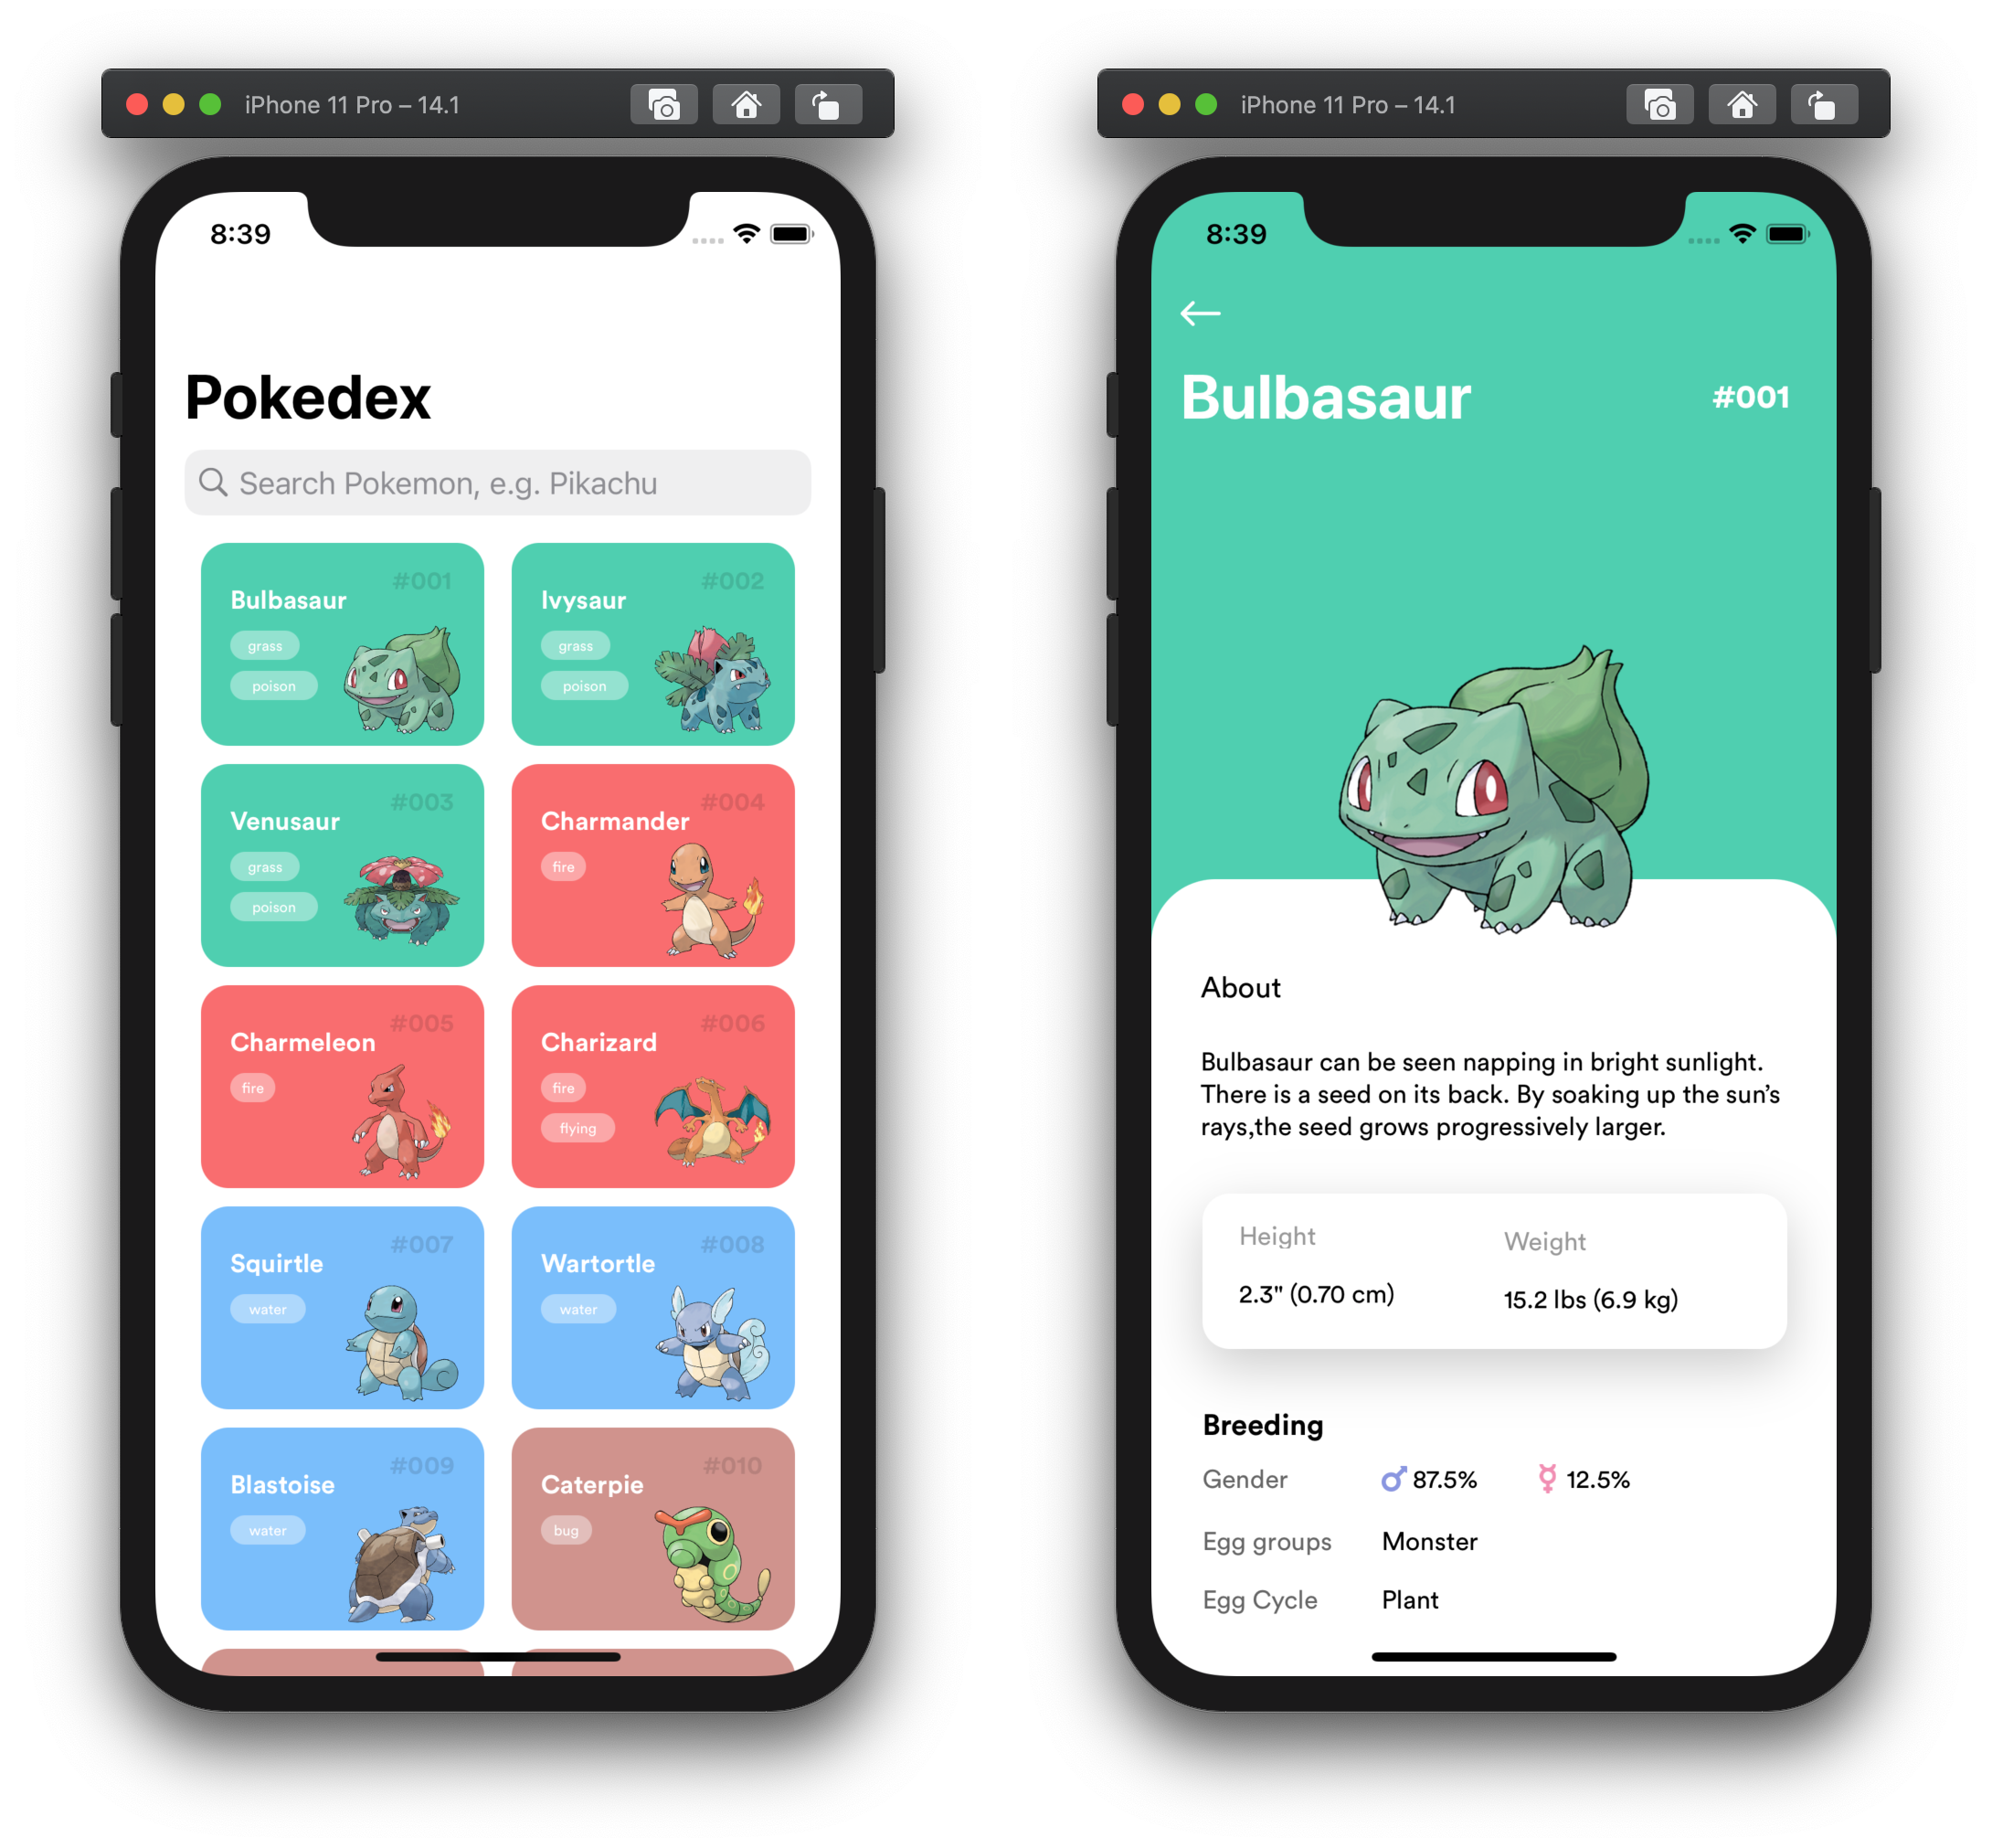 iPhone 11 Pro – 14.1
8:39
Pokedex
Search Pokemon, e.g. Pikachu
#001
Bulbasaur
grass
poison
#002
Ivysaur
grass
poison
#003
Venusaur
grass
poison
#004
Charmander
fire
#005
Charmeleon
fire
#006
Charizard
fire
flying
#007
Squirtle
water
#008
Wartortle
water
#009
Blastoise
water
#010
Caterpie
bug
iPhone 11 Pro – 14.1
8:39
Bulbasaur #001
About
Bulbasaur can be seen napping in bright sunlight.
There is a seed on its back. By soaking up the sun’s
rays,the seed grows progressively larger.
Height Weight
2.3" (0.70 cm) 15.2 lbs (6.9 kg)
Breeding
Gender ♂ 87.5% ☿ 12.5%
Egg groups Monster
Egg Cycle Plant